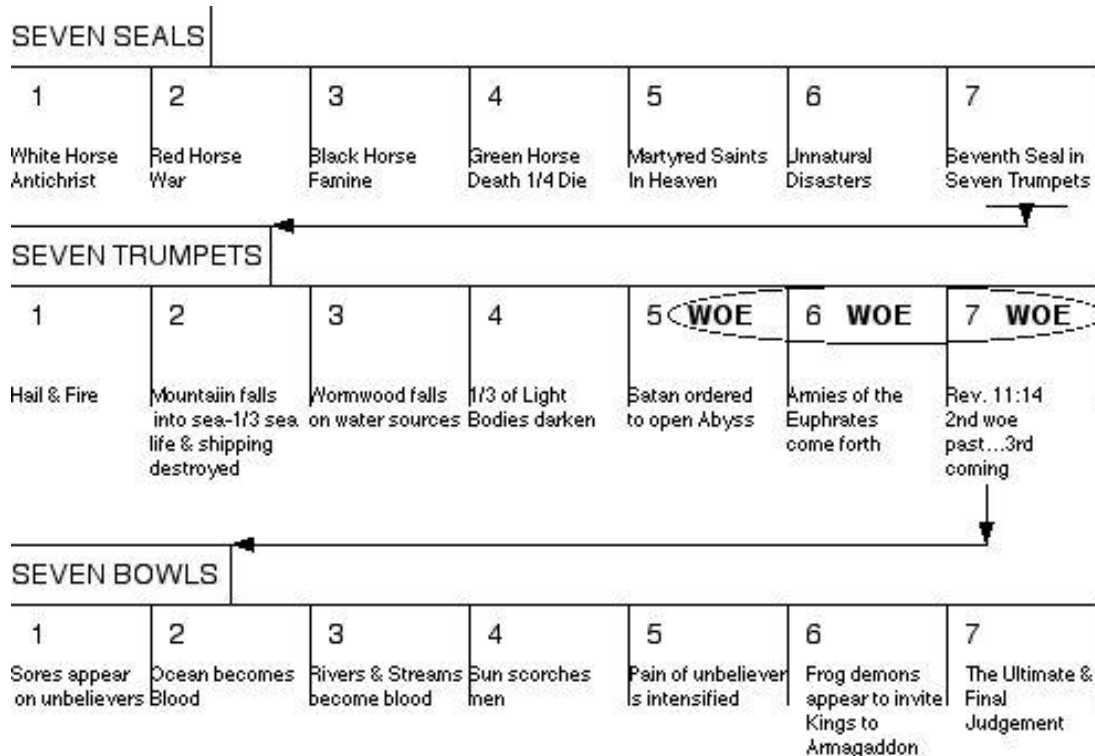 SEVEN SEALS
1
White Horse
Antichrist
2
Red Horse
War
3
Black Horse
Famine
4
Green Horse
Death 1/4 Die
5
Martyred Saints
In Heaven
6
Unnatural
Disasters
7
Seventh Seal in
Seven Trumpets
SEVEN TRUMPETS
1
Hail & Fire
2
Mountaiin falls
into sea-1/3 sea
life & shipping
destroyed
3
Wormwood falls
on water sources
4
1/3 of Light
Bodies darken
5 WOE
Satan ordered
to open Abyss
6 WOE
Armies of the
Euphrates
come forth
7 WOE
Rev. 11:14
2nd woe
past...3rd
coming
SEVEN BOWLS
1
Sores appear
on unbelievers
2
Ocean becomes
Blood
3
Rivers & Streams
become blood
4
Sun scorches
men
5
Pain of unbeliever
is intensified
6
Frog demons
appear to invite
Kings to
Armagaddon
7
The Ultimate &
Final
Judgement